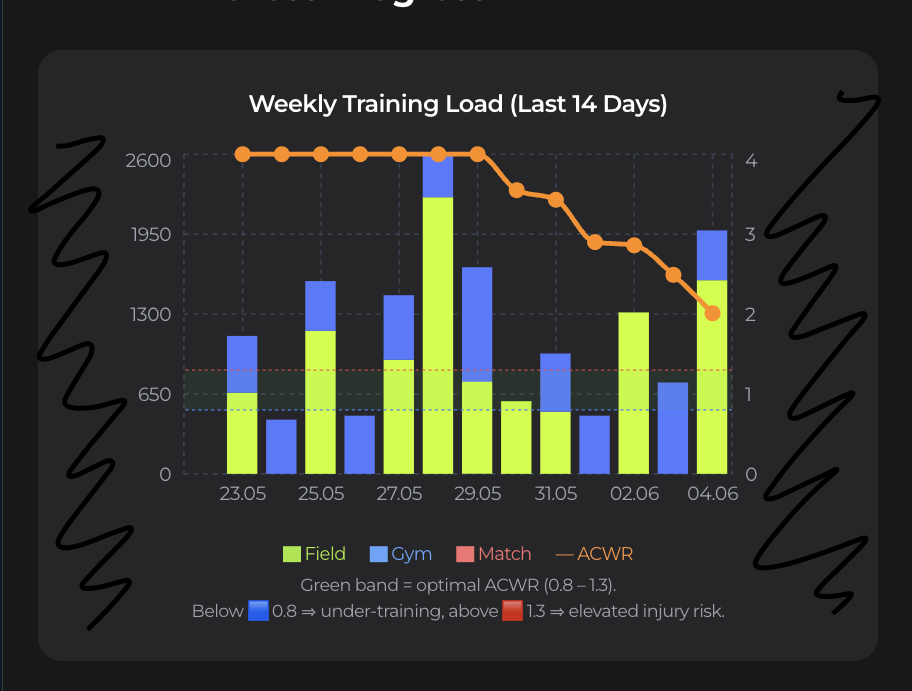 Weekly Training Load (Last 14 Days)
2600 4
1950 3
1300 2
650 1
0 0
23.05 25.05 27.05 29.05 31.05 02.06 04.06
Field Gym Match — ACWR
Green band = optimal ACWR (0.8 – 1.3).
Below 🟦 0.8 ⇒ under-training, above 🟥 1.3 ⇒ elevated injury risk.